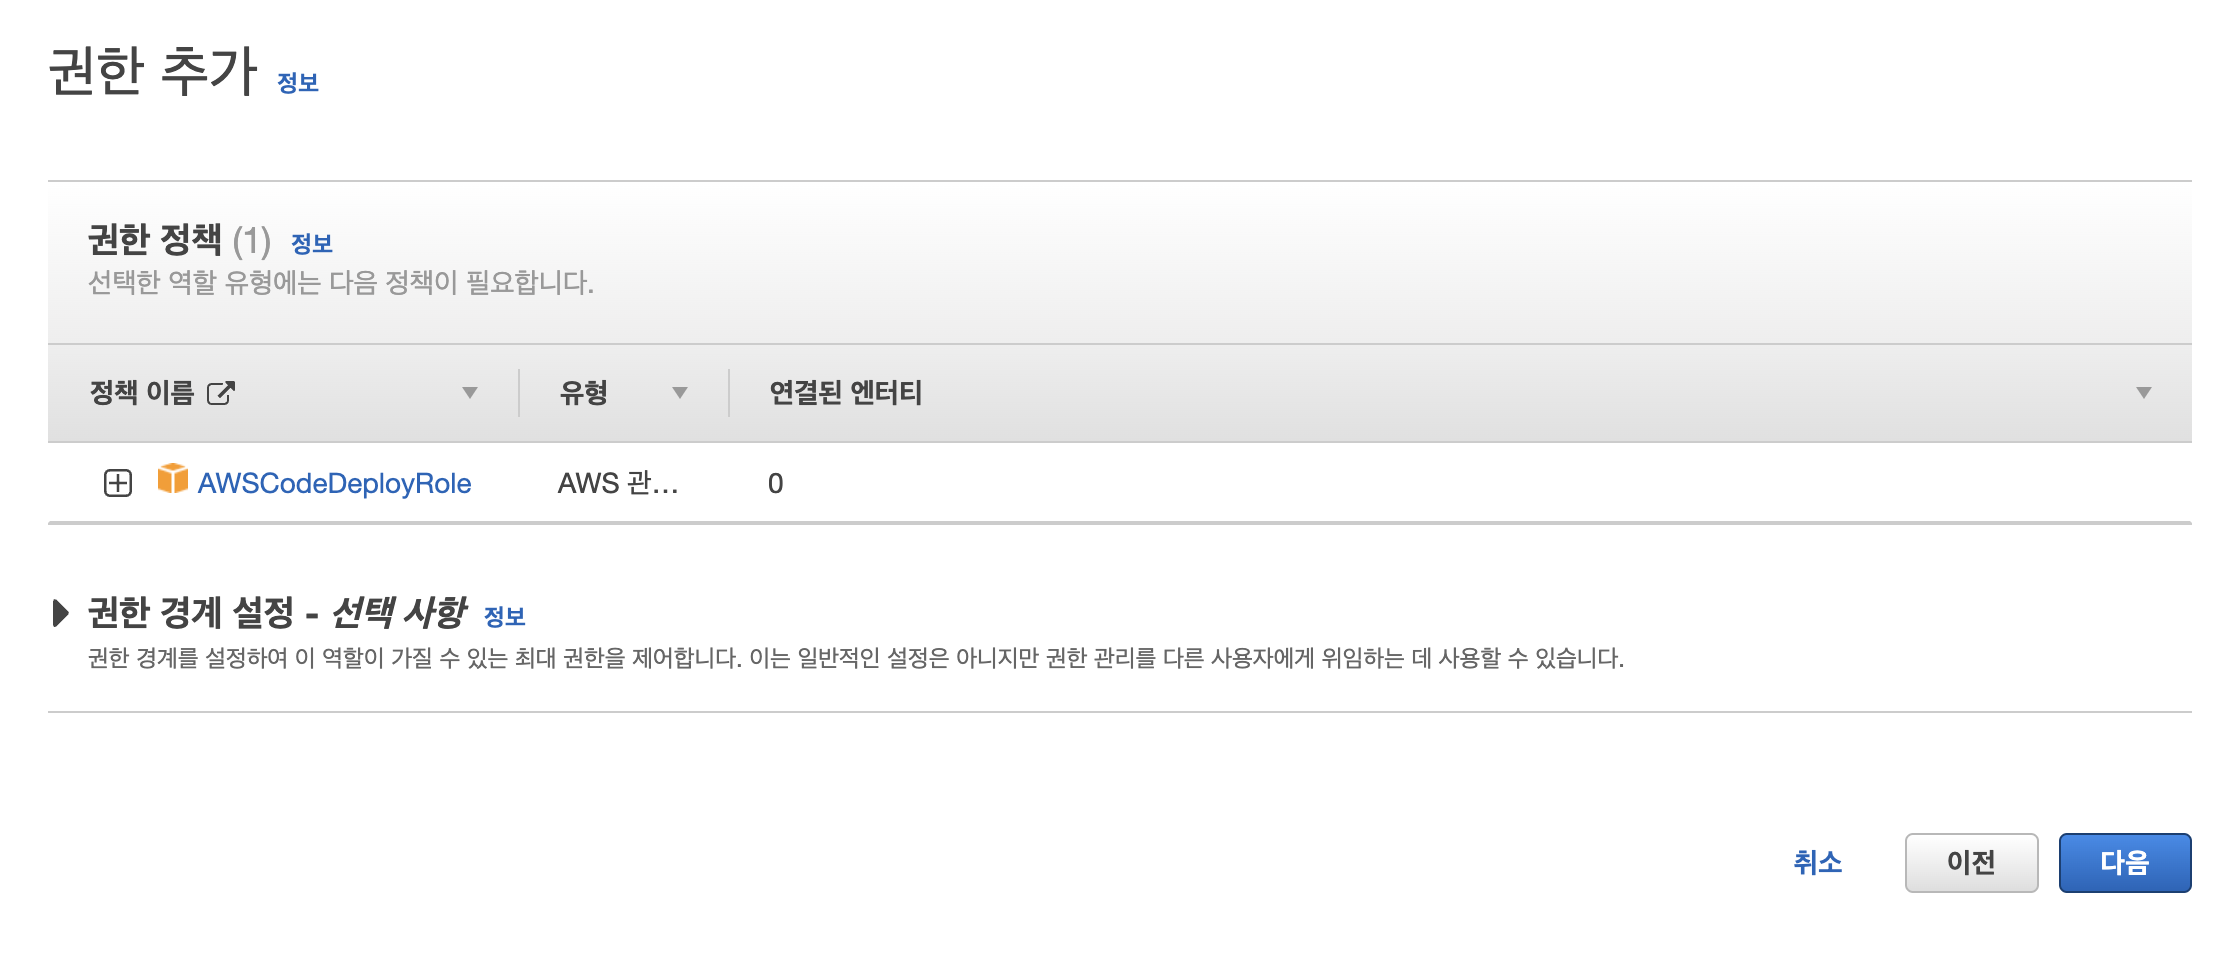 권한 추가 정보
권한 정책 (1) 정보
선택한 역할 유형에는 다음 정책이 필요합니다.
정책 이름 유형 연결된 엔터티
AWSCodeDeployRole AWS 관... 0
권한 경계 설정 - 선택 사항 정보
권한 경계를 설정하여 이 역할이 가질 수 있는 최대 권한을 제어합니다. 이는 일반적인 설정은 아니지만 권한 관리를 다른 사용자에게 위임하는 데 사용할 수 있습니다.
취소 이전 다음